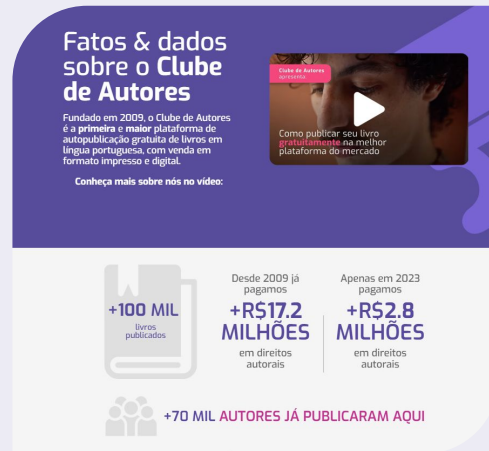 Fatos & dados
sobre o Clube
de Autores
Fundado em 2009, o Clube de Autores
é a primeira e maior plataforma de
autopublicação gratuita de livros em
língua portuguesa, com venda em
formato impresso e digital.
Conheça mais sobre nós no vídeo:
Clube de Autores
apresenta:
Como publicar seu livro
gratuitamente na melhor
plataforma do mercado
+100 MIL
livros
publicados
Desde 2009 já
pagamos
+R$17.2
MILHÕES
em direitos
autorais
Apenas em 2023
pagamos
+R$2.8
MILHÕES
em direitos
autorais
+70 MIL AUTORES JÁ PUBLICARAM AQUI